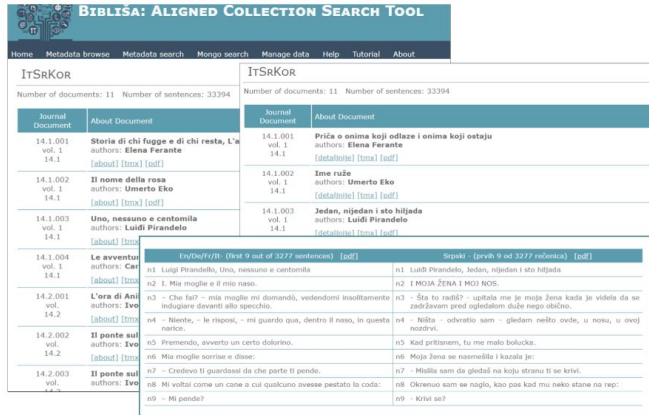 BIBLIŠA: ALIGNED COLLECTION SEARCH TOOL
Home Metadata browse Metadata search Mongo search Manage data Help Tutorial About
ITSRKOR
Number of documents: 11 Number of sentences: 33394
Journal Document About Document
14.1.001 vol. 1 14.1
Storia di chi fugge e di chi resta, L'a
authors: Elena Ferante
[about] [tmx] [pdf]
14.1.002 vol. 1 14.1
Il nome della rosa
authors: Umerto Eko
[about] [tmx] [pdf]
14.1.003 vol. 1 14.1
Uno, nessuno e centomila
authors: Luiđi Pirandelo
[about] [tmx
14.1.004 vol. 1 14.1
Le avventur
authors: Car
[about] [tmx
14.2.001 vol. 14.2
L'ora di Ani
authors: Ivo
[about] [tmx
14.2.002 vol. 14.2
Il ponte sul
authors: Ivo
[about] [tmx
14.2.003 vol. 14.2
Il ponte sul
authors: Ivo
[about] [tmx
ITSRKOR
Number of documents: 11 Number of sentences: 33394
Journal Document About Document
14.1.001 vol. 1 14.1
Priča o onima koji odlaze i onima koji ostaju
authors: Elena Ferante
[detaljnije] [tmx] [pdf]
14.1.002 vol. 1 14.1
Ime ruže
authors: Umerto Eko
[detaljnije] [tmx] [pdf]
14.1.003 vol. 1
Jedan, nijedan i sto hiljada
authors: Luiđi Pirandelo
[detaljnije] [tmx] [pdf]
En/De/Fr/It- (first 9 out of 3277 sentences) [pdf] Srpski - (prvih 9 od 3277 rečenica) [pdf]
n1 Luigi Pirandello, Uno, nessuno e centomila
n1 Luiđi Pirandelo, Jedan, nijedan i sto hiljada
n2 I. Mia moglie e il mio naso.
n2 I MOJA ŽENA I MOJ NOS.
n3 – Che fai? – mia moglie mi domandò, vedendomi insolitamente
indugiare davanti allo specchio.
n3 - Šta to radiš? - upitala me je moja žena kada je videla da se
zadržavam pred ogledalom duže nego obično.
n4 – Niente, – le risposi, – mi guardo qua, dentro il naso, in questa
narice.
n4 - Ništa - odvratio sam - gledam nešto ovde, u nosu, u ovoj
nozdrvi.
n5 Premendo, avverto un certo dolorino.
n5 Kad pritisnem, tu me malo bolucka.
n6 Mia moglie sorrise e disse:
n6 Moja žena se nasmešila i kazala je:
n7 – Credevo ti guardassi da che parte ti pende.
n7 - Mislila sam da gledaš na koju stranu ti se krivi.
n8 Mi voltai come un cane a cui qualcuno avesse pestato la coda:
n8 Okrenuo sam se naglo, kao pas kad mu neko stane na rep:
n9 – Mi pende?
n9 - Krivi se?